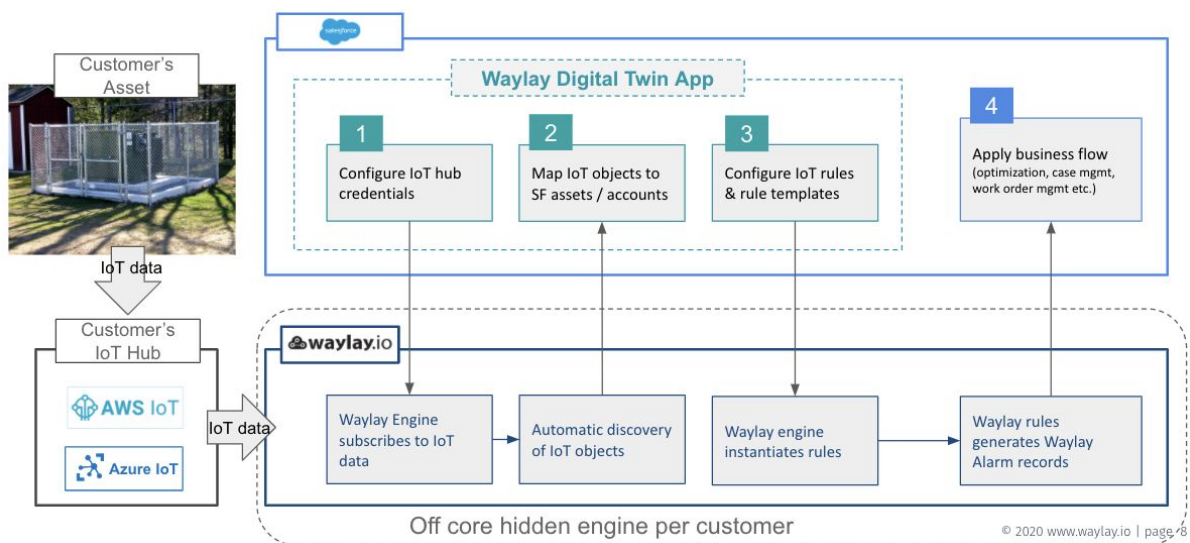 salesforce
Customer's
Asset
Waylay Digital Twin App
1
2
3
4
Configure IoT hub
credentials
Map IoT objects to
SF assets / accounts
Configure IoT rules
& rule templates
Apply business flow
(optimization, case mgmt,
work order mgmt etc.)
IoT data
Customer's
IoT Hub
AWS IoT
Azure IoT
IoT data
waylay.io
Waylay Engine
subscribes to IoT
data
Automatic discovery
of IoT objects
Waylay engine
instantiates rules
Waylay rules
generates Waylay
Alarm records
Off core hidden engine per customer
© 2020 www.waylay.io | page 8